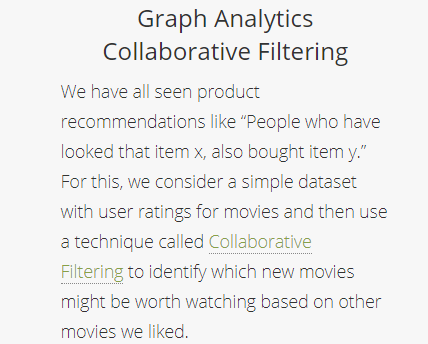 Graph Analytics
Collaborative Filtering
We have all seen product
recommendations like “People who have
looked that item x, also bought item y.”
For this, we consider a simple dataset
with user ratings for movies and then use
a technique called Collaborative
Filtering to identify which new movies
might be worth watching based on other
movies we liked.